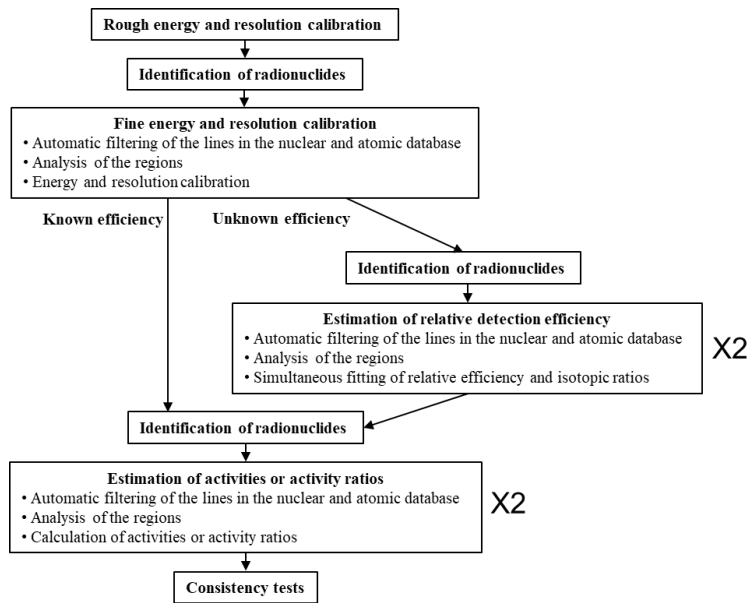 Rough energy and resolution calibration
Identification of radionuclides
Fine energy and resolution calibration
• Automatic filtering of the lines in the nuclear and atomic database
• Analysis of the regions
• Energy and resolution calibration
Known efficiency
Unknown efficiency
Identification of radionuclides
Estimation of relative detection efficiency
• Automatic filtering of the lines in the nuclear and atomic database
• Analysis of the regions
• Simultaneous fitting of relative efficiency and isotopic ratios
X2
Identification of radionuclides
Estimation of activities or activity ratios
• Automatic filtering of the lines in the nuclear and atomic database
• Analysis of the regions
• Calculation of activities or activity ratios
X2
Consistency tests